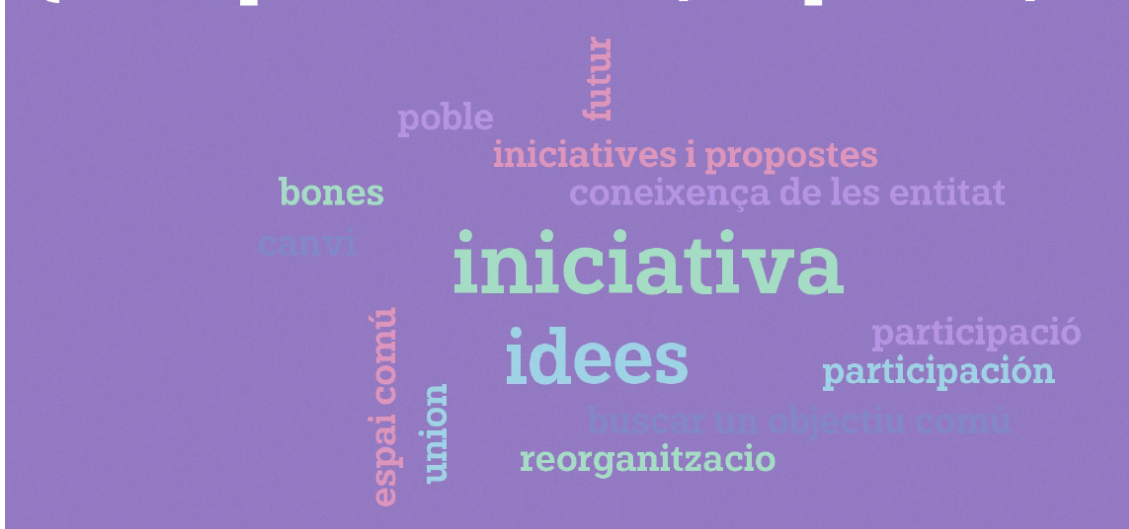 futur
poble
iniciatives i propostes
bones
coneixença de les entitat
canvi
iniciativa
espai comú
idees
participació
participación
union
buscar un objectiu comú
reorganitzacio